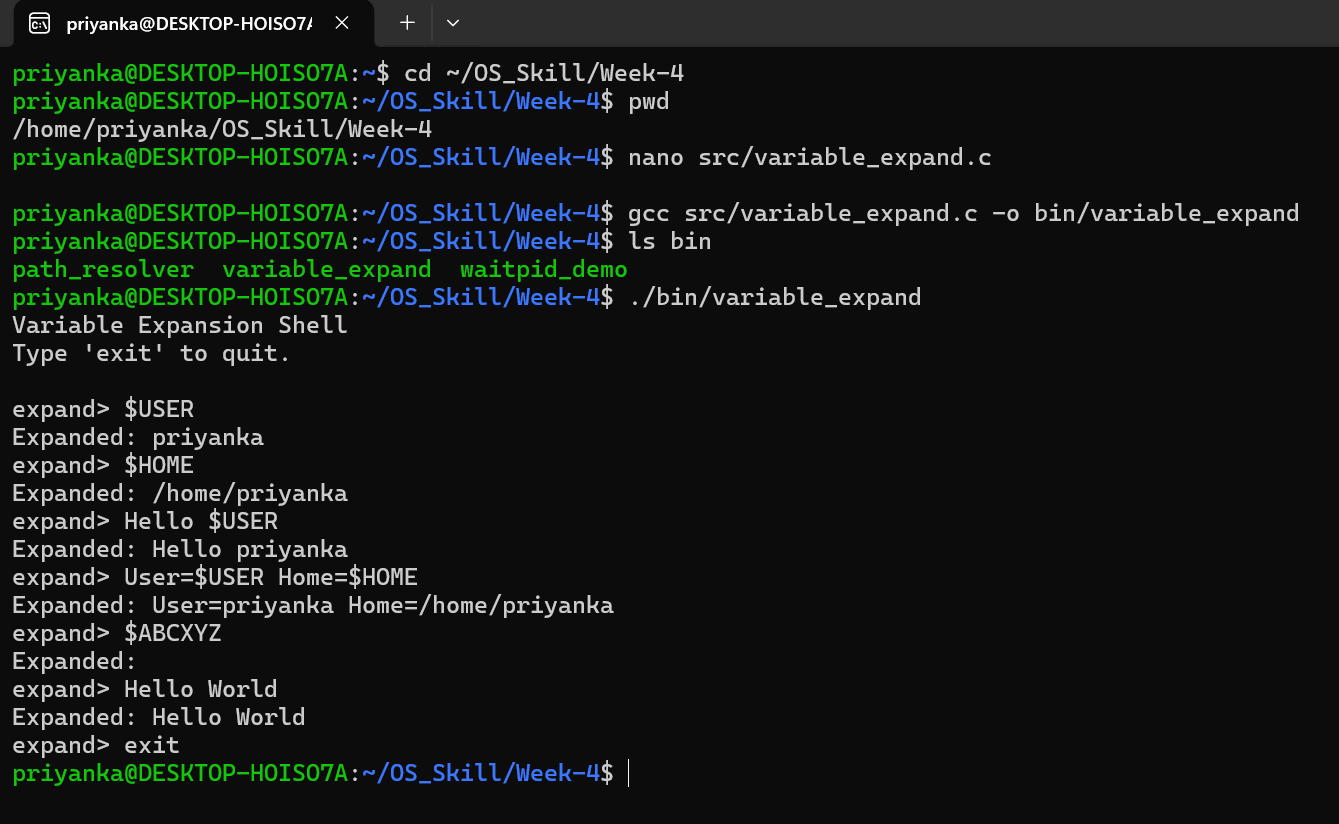 priyanka@DESKTOP-HOISO7A
priyanka@DESKTOP-HOISO7A:~$ cd ~/OS_Skill/Week-4
priyanka@DESKTOP-HOISO7A:~/OS_Skill/Week-4$ pwd
/home/priyanka/OS_Skill/Week-4
priyanka@DESKTOP-HOISO7A:~/OS_Skill/Week-4$ nano src/variable_expand.c
priyanka@DESKTOP-HOISO7A:~/OS_Skill/Week-4$ gcc src/variable_expand.c -o bin/variable_expand
priyanka@DESKTOP-HOISO7A:~/OS_Skill/Week-4$ ls bin
path_resolver  variable_expand  waitpid_demo
priyanka@DESKTOP-HOISO7A:~/OS_Skill/Week-4$ ./bin/variable_expand
Variable Expansion Shell
Type 'exit' to quit.
expand> $USER
Expanded: priyanka
expand> $HOME
Expanded: /home/priyanka
expand> Hello $USER
Expanded: Hello priyanka
expand> User=$USER Home=$HOME
Expanded: User=priyanka Home=/home/priyanka
expand> $ABCXYZ
Expanded:
expand> Hello World
Expanded: Hello World
expand> exit
priyanka@DESKTOP-HOISO7A:~/OS_Skill/Week-4$